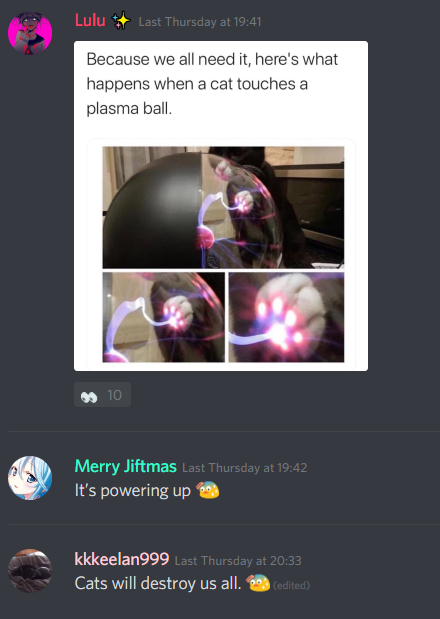 Lulu ✨ Last Thursday at 19:41
Because we all need it, here's what
happens when a cat touches a
plasma ball.
👀 10
Merry Jiftmas Last Thursday at 19:42
It's powering up
kkkeelan999 Last Thursday at 20:33
Cats will destroy us all. (edited)